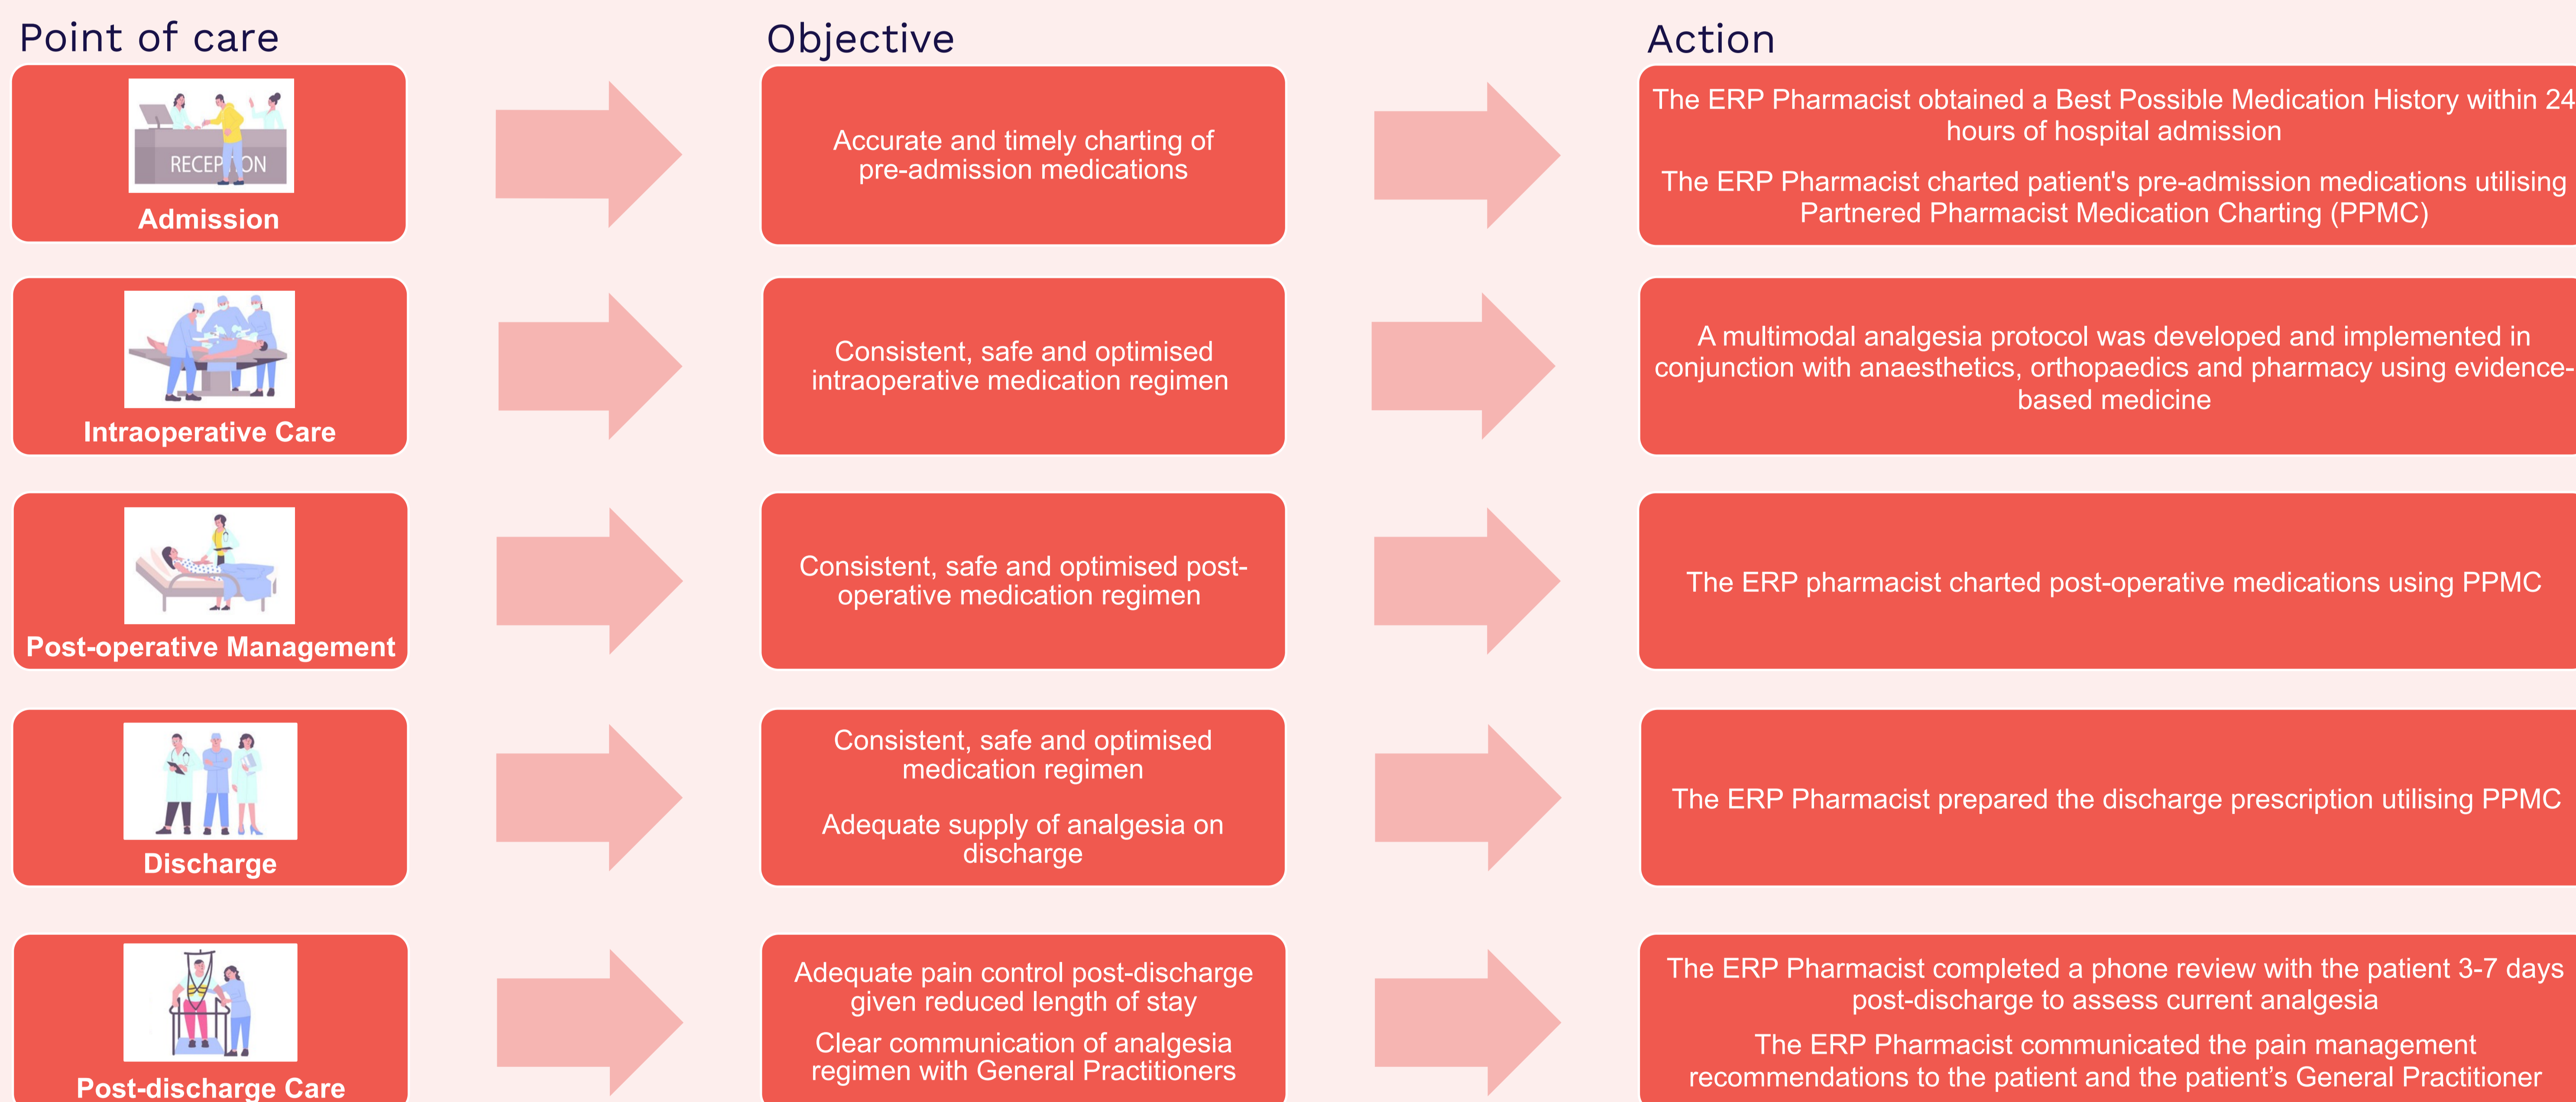 Point of care
Objective
Action
RECEPTION
Admission
Accurate and timely charting of
pre-admission medications
The ERP Pharmacist obtained a Best Possible Medication History within 24
hours of hospital admission
The ERP Pharmacist charted patient's pre-admission medications utilising
Partnered Pharmacist Medication Charting (PPMC)
Intraoperative Care
Consistent, safe and optimised
intraoperative medication regimen
A multimodal analgesia protocol was developed and implemented in
conjunction with anaesthetics, orthopaedics and pharmacy using evidence-
based medicine
Post-operative Management
Consistent, safe and optimised post-
operative medication regimen
The ERP pharmacist charted post-operative medications using PPMC
Discharge
Consistent, safe and optimised
medication regimen
Adequate supply of analgesia on
discharge
The ERP Pharmacist prepared the discharge prescription utilising PPMC
Post-discharge Care
Adequate pain control post-discharge
given reduced length of stay
Clear communication of analgesia
regimen with General Practitioners
The ERP Pharmacist completed a phone review with the patient 3-7 days
post-discharge to assess current analgesia
The ERP Pharmacist communicated the pain management
recommendations to the patient and the patient’s General Practitioner